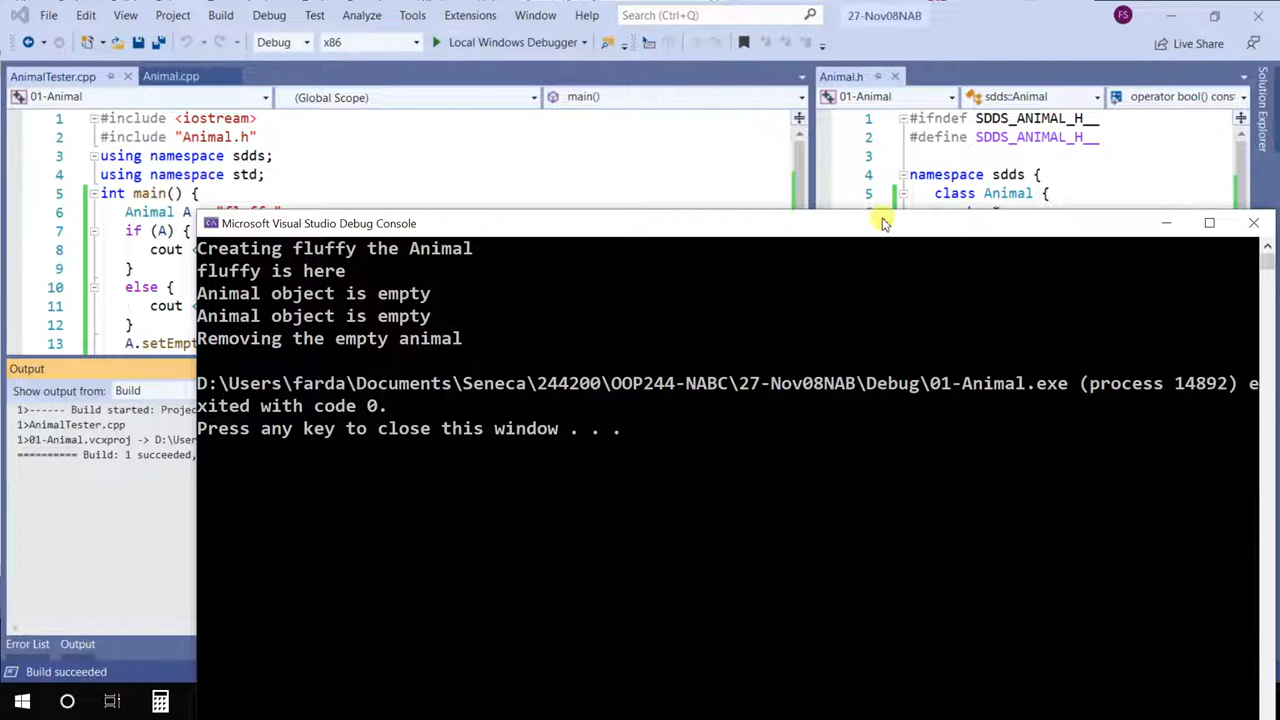 File Edit View Project Build Debug Test Analyze Tools Extensions Window Help Search (Ctrl+Q) 27-Nov08NAB FS
Debug x86 Local Windows Debugger Live Share
AnimalTester.cpp Animal.cpp Animal.h
01-Animal (Global Scope) main() 01-Animal sdds::Animal operator bool() cons
1 #include <iostream>
2 #include "Animal.h"
3 using namespace sdds;
4 using namespace std;
5 int main() {
6 Animal A
7 if (A) {
8 cout <
9 }
10 else {
11 cout <
12 }
13 A.setEmpt
1 #ifndef SDDS_ANIMAL_H__
2 #define SDDS_ANIMAL_H__
3
4 namespace sdds {
5 class Animal {
Solution Explorer
Microsoft Visual Studio Debug Console
Creating fluffy the Animal
fluffy is here
Animal object is empty
Animal object is empty
Removing the empty animal
D:\Users\farda\Documents\Seneca\244200\OOP244-NABC\27-Nov08NAB\Debug\01-Animal.exe (process 14892) e
xited with code 0.
Press any key to close this window . . .
Output
Show output from: Build
1>------ Build started: Projec
1>AnimalTester.cpp
1>01-Animal.vcxproj -> D:\User
========== Build: 1 succeeded,
Error List Output
Build succeeded